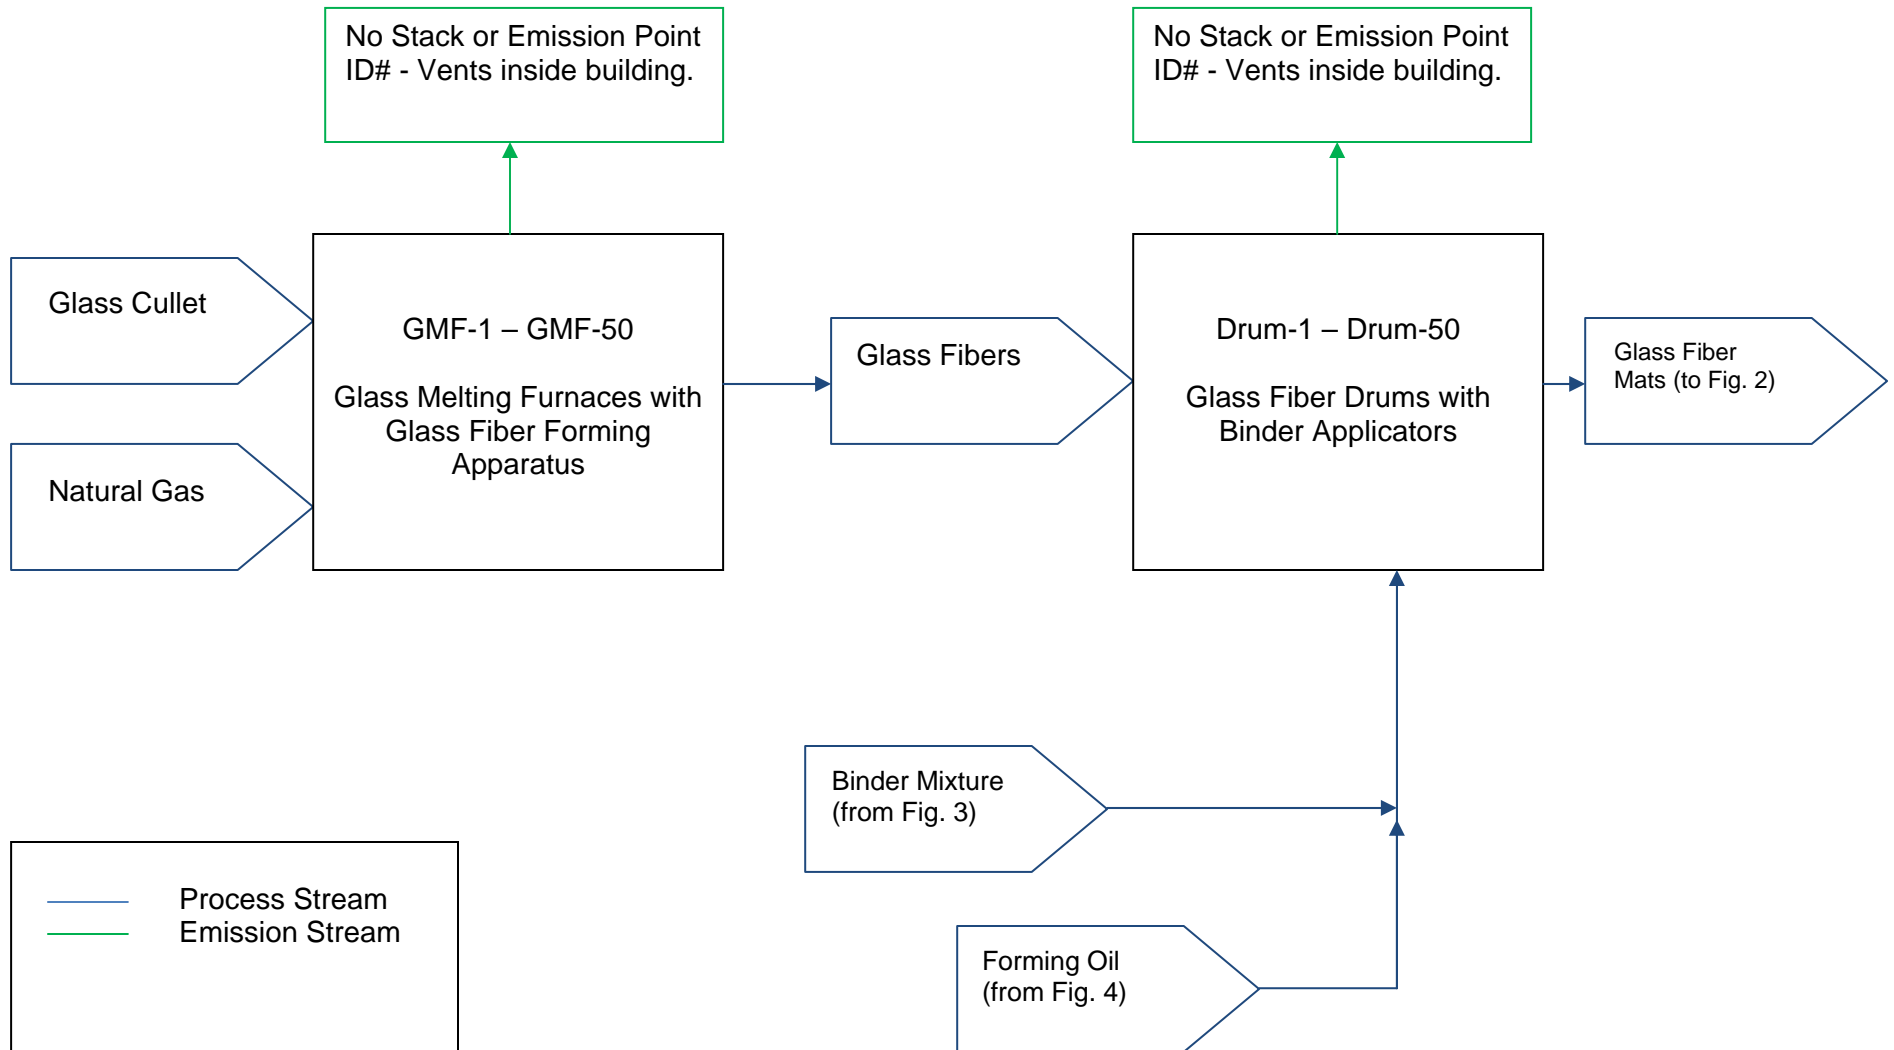 No Stack or Emission Point
ID# - Vents inside building.
No Stack or Emission Point
ID# - Vents inside building.
Glass Cullet
Natural Gas
GMF-1 – GMF-50
Glass Melting Furnaces with
Glass Fiber Forming
Apparatus
Glass Fibers
Drum-1 – Drum-50
Glass Fiber Drums with
Binder Applicators
Glass Fiber
Mats (to Fig. 2)
Binder Mixture
(from Fig. 3)
Forming Oil
(from Fig. 4)
Process Stream
Emission Stream